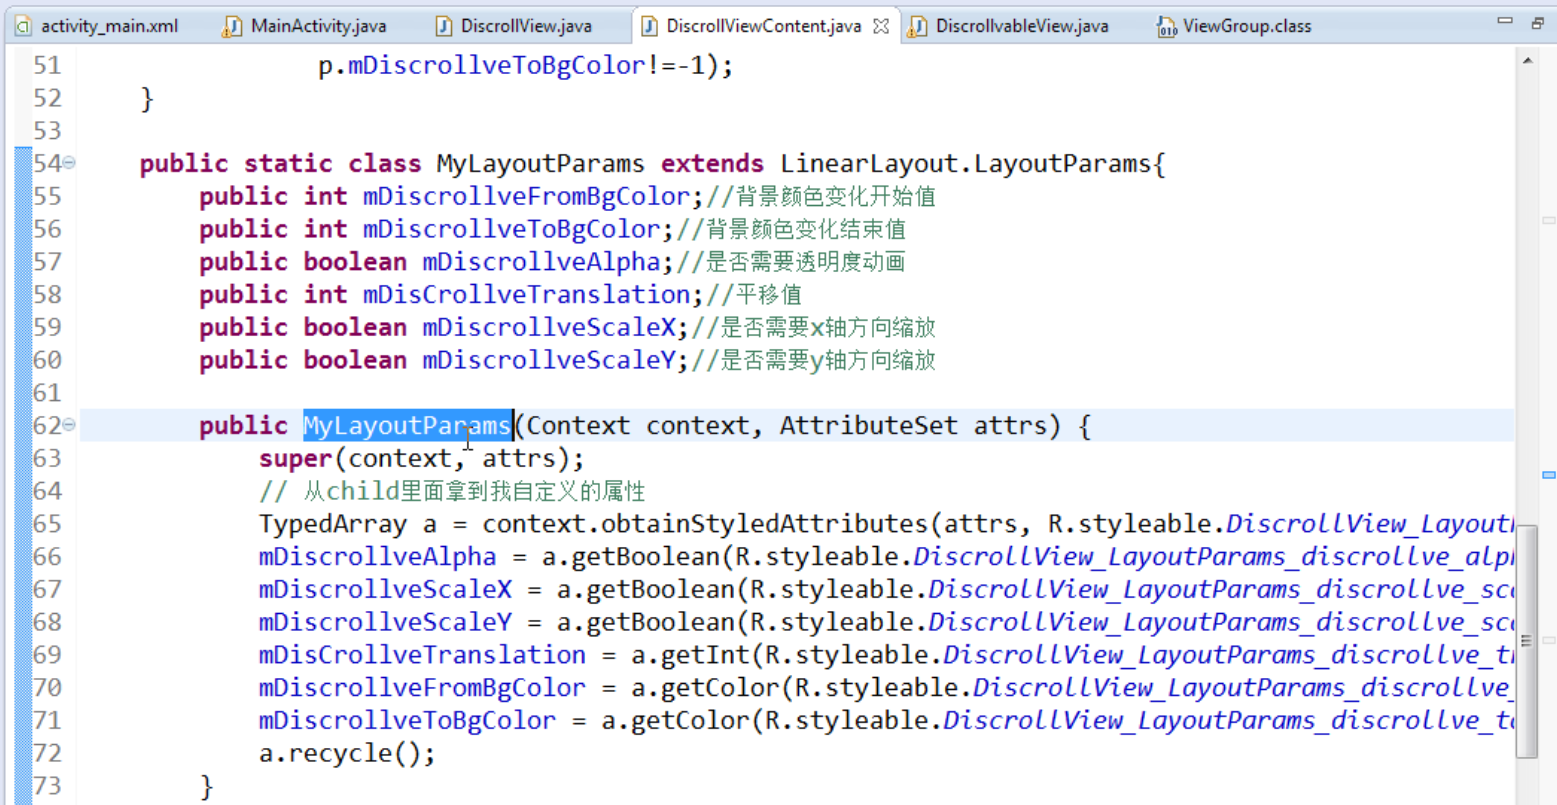 activity_main.xml MainActivity.java DiscrollView.java DiscrollViewContent.java DiscrollvableView.java ViewGroup.class
51 p.mDiscrollveToBgColor!=-1);
52 }
53
54 public static class MyLayoutParams extends LinearLayout.LayoutParams{
55 public int mDiscrollveFromBgColor;//背景颜色变化开始值
56 public int mDiscrollveToBgColor;//背景颜色变化结束值
57 public boolean mDiscrollveAlpha;//是否需要透明度动画
58 public int mDisCrollveTranslation;//平移值
59 public boolean mDiscrollveScaleX;//是否需要x轴方向缩放
60 public boolean mDiscrollveScaleY;//是否需要y轴方向缩放
61
62 public MyLayoutParams(Context context, AttributeSet attrs) {
63 super(context, attrs);
64 // 从child里面拿到我自定义的属性
65 TypedArray a = context.obtainStyledAttributes(attrs, R.styleable.DiscrollView_Layout
66 mDiscrollveAlpha = a.getBoolean(R.styleable.DiscrollView_LayoutParams_discrollve_alp
67 mDiscrollveScaleX = a.getBoolean(R.styleable.DiscrollView_LayoutParams_discrollve_sc
68 mDiscrollveScaleY = a.getBoolean(R.styleable.DiscrollView_LayoutParams_discrollve_sc
69 mDisCrollveTranslation = a.getInt(R.styleable.DiscrollView_LayoutParams_discrollve_t
70 mDiscrollveFromBgColor = a.getColor(R.styleable.DiscrollView_LayoutParams_discrollve_
71 mDiscrollveToBgColor = a.getColor(R.styleable.DiscrollView_LayoutParams_discrollve_t
72 a.recycle();
73 }